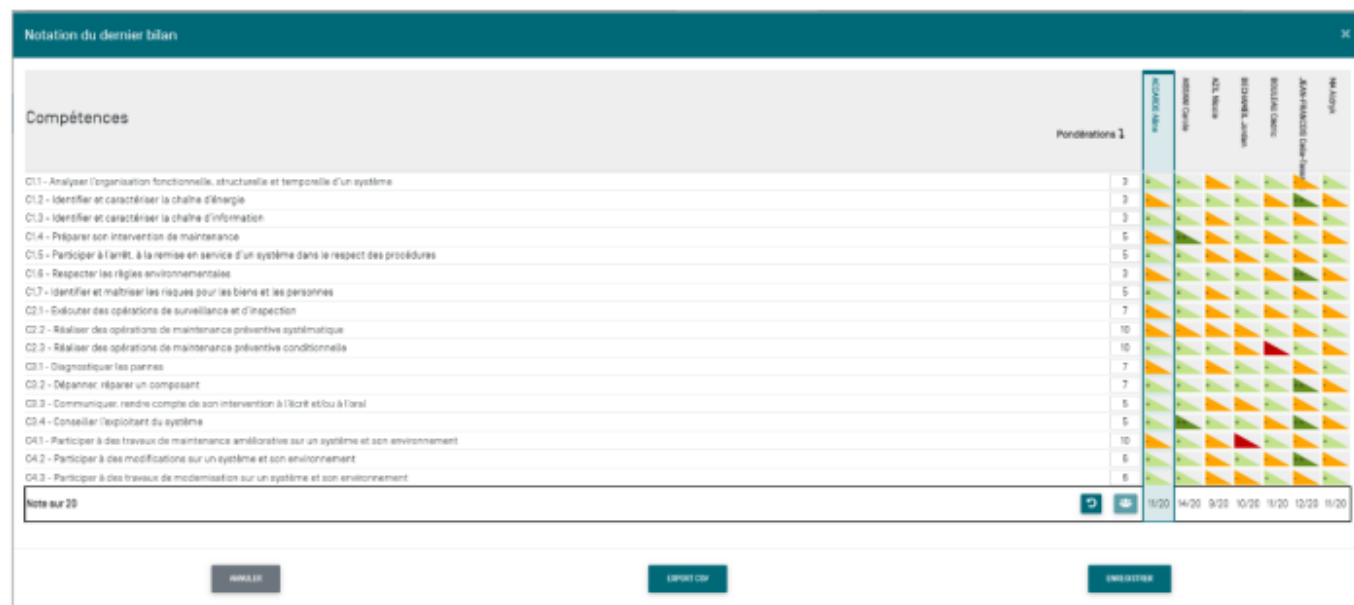 Notation du dernier bilan
Compétences
Pondérations
ACCARDO Aline
Carole
AZIL Nicole
BECHAMEIL Jordan
BOULEAU Cédric
C1.1 - Analyser l'organisation fonctionnelle, structurelle et temporelle d'un système 3
C1.2 - Identifier et caractériser la chaîne d'énergie 3
C1.3 - Identifier et caractériser la chaîne d'information 3
C1.4 - Préparer son intervention de maintenance 5
C1.5 - Participer à l'arrêt, à la remise en service d'un système dans le respect des procédures 5
C1.6 - Respecter les règles environnementales 3
C1.7 - Identifier et maîtriser les risques pour les biens et les personnes 5
C2.1 - Exécuter des opérations de surveillance et d'inspection 7
C2.2 - Réaliser des opérations de maintenance préventive systématique 10
C2.3 - Réaliser des opérations de maintenance préventive conditionnelle 10
C3.1 - Diagnostiquer les pannes 7
C3.2 - Dépanner, réparer un composant 7
C3.3 - Communiquer, rendre compte de son intervention à l'écrit et/ou à l'oral 5
C3.4 - Conseiller l'exploitant du système 5
C4.1 - Participer à des travaux de maintenance améliorative sur un système et son environnement 10
C4.2 - Participer à des modifications sur un système et son environnement
C4.3 - Participer à des travaux de modernisation sur un système et son environnement
Note sur 20 11/20 14/20 9/20 10/20 11/20 12/20 11/20
ANNULER EXPORT CSV ENREGISTRER